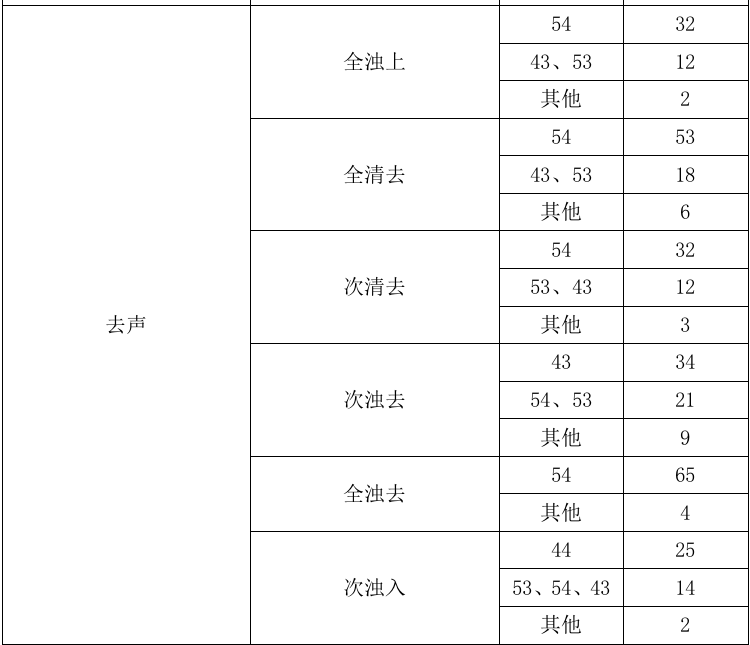 54 32
全浊上 43、53 12
其他 2
54 53
全清去 43、53 18
其他 6
54 32
次清去 53、43 12
去声 其他 3
43 34
次浊去 54、53 21
其他 9
全浊去 54 65
其他 4
44 25
次浊入 53、54、43 14
其他 2